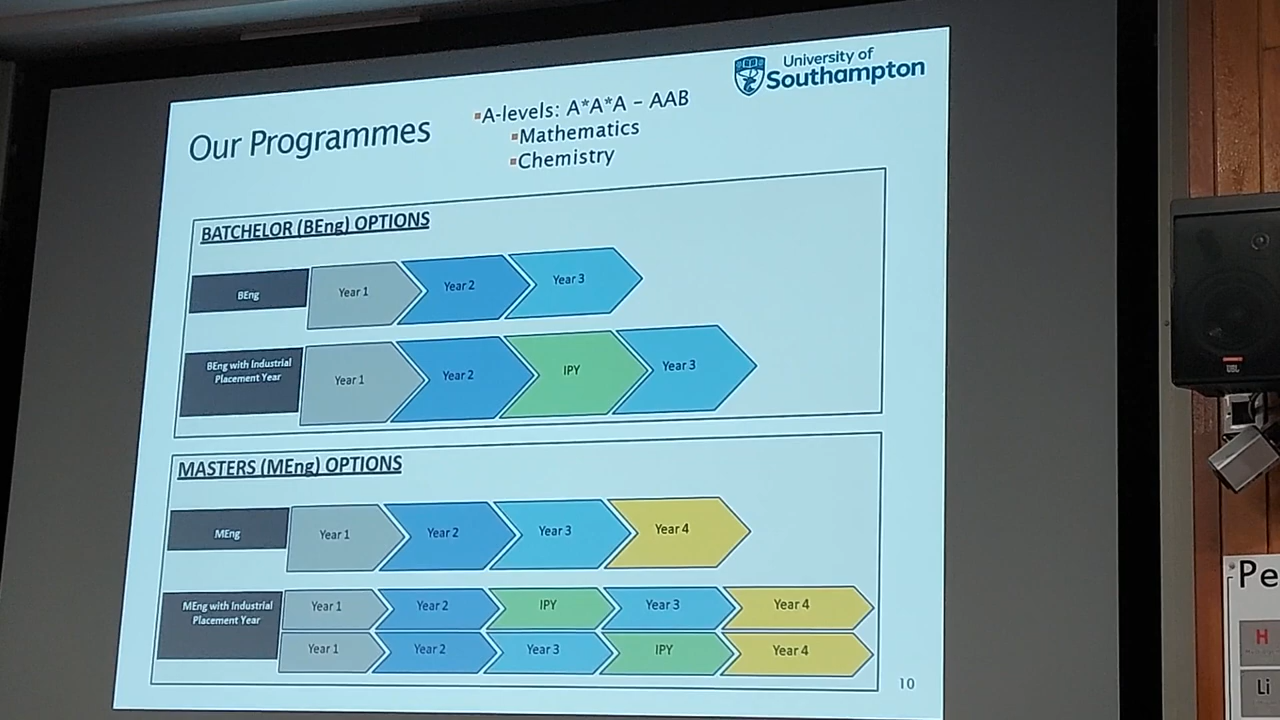 University of
Southampton
Our Programmes
▪A-levels: A*A*A – AAB
▪Mathematics
▪Chemistry
BATCHELOR (BEng) OPTIONS
BEng
Year 1
Year 2
Year 3
BEng with Industrial
Placement Year
Year 1
Year 2
IPY
Year 3
MASTERS (MEng) OPTIONS
MEng
Year 1
Year 2
Year 3
Year 4
MEng with Industrial
Placement Year
Year 1
Year 2
IPY
Year 3
Year 4
Year 1
Year 2
Year 3
IPY
Year 4
10
JBL
Pe
H
Li